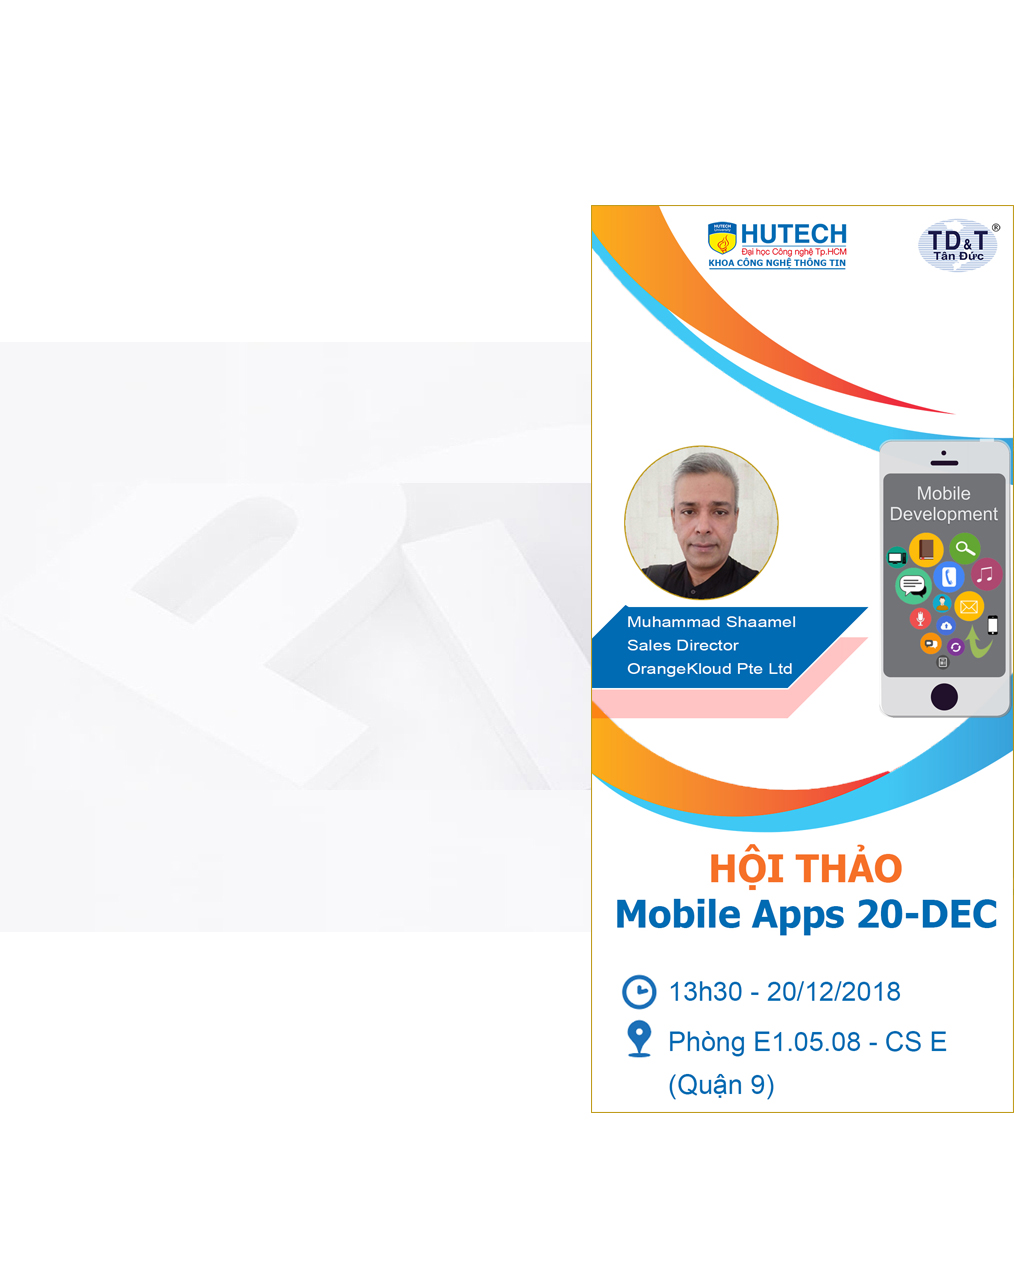 HUTECH
University
HUTECH
Đại học Công nghệ Tp.HCM
KHOA CÔNG NGHỆ THÔNG TIN
TD&T ®
Tân Đức
Mobile
Development
Muhammad Shaamel
Sales Director
OrangeKloud Pte Ltd
HỘI THẢO
Mobile Apps 20-DEC
13h30 - 20/12/2018
Phòng E1.05.08 - CS E
(Quận 9)